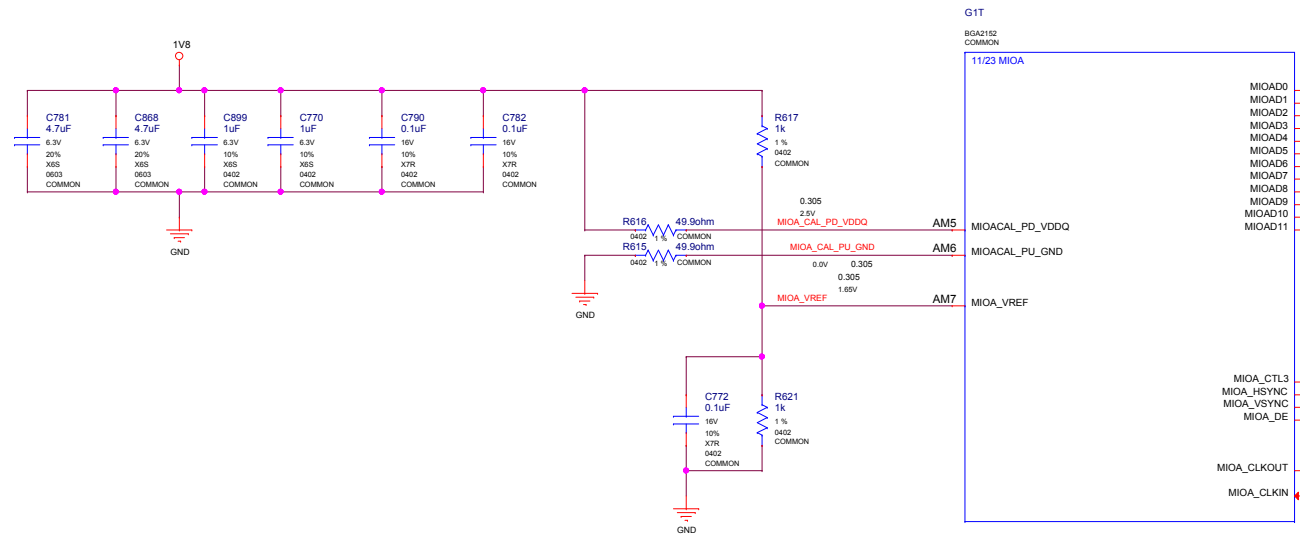 G1T
BGA2152
COMMON
11/23 MIOA
1V8
C781
4.7uF
6.3V
20%
X6S
0603
COMMON
C868
4.7uF
6.3V
20%
X6S
0603
COMMON
C899
1uF
6.3V
10%
X6S
0402
COMMON
C770
1uF
6.3V
10%
X6S
0402
COMMON
C790
0.1uF
16V
10%
X7R
0402
COMMON
C782
0.1uF
16V
10%
X7R
0402
COMMON
GND
R617
1k
1 %
0402
COMMON
0.305
2.5V
R616 49.9ohm
0402 1 % COMMON
MIOA_CAL_PD_VDDQ
AM5 MIOACAL_PD_VDDQ
R615 49.9ohm
0402 1 % COMMON
MIOA_CAL_PU_GND
AM6 MIOACAL_PU_GND
0.0V 0.305
0.305
1.65V
GND
MIOA_VREF
AM7 MIOA_VREF
C772
0.1uF
16V
10%
X7R
0402
COMMON
R621
1k
1 %
0402
COMMON
GND
MIOAD0
MIOAD1
MIOAD2
MIOAD3
MIOAD4
MIOAD5
MIOAD6
MIOAD7
MIOAD8
MIOAD9
MIOAD10
MIOAD11
MIOA_CTL3
MIOA_HSYNC
MIOA_VSYNC
MIOA_DE
MIOA_CLKOUT
MIOA_CLKIN